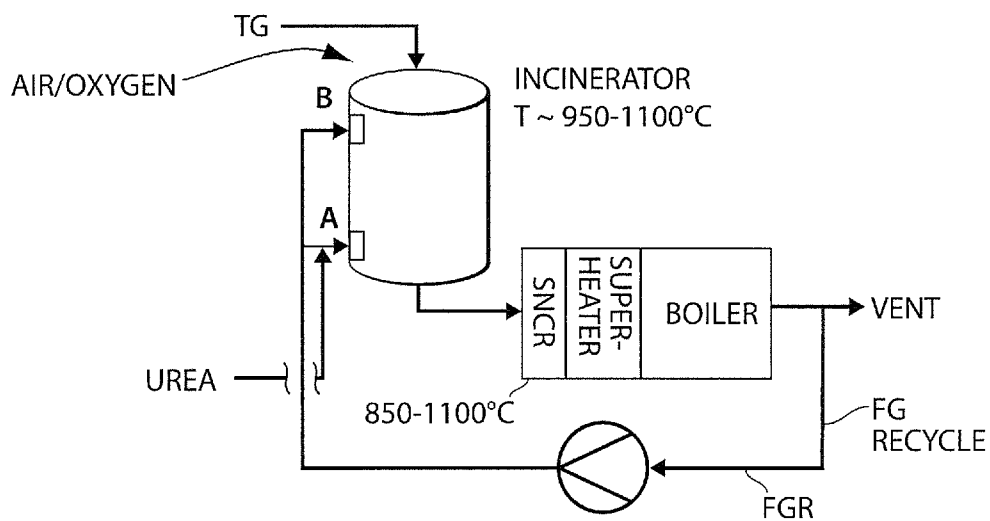 TG
AIR/OXYGEN
INCINERATOR
T ~ 950-1100°C
B
A
SNCR
SUPER-
HEATER
BOILER
VENT
UREA
850-1100°C
FG
RECYCLE
FGR